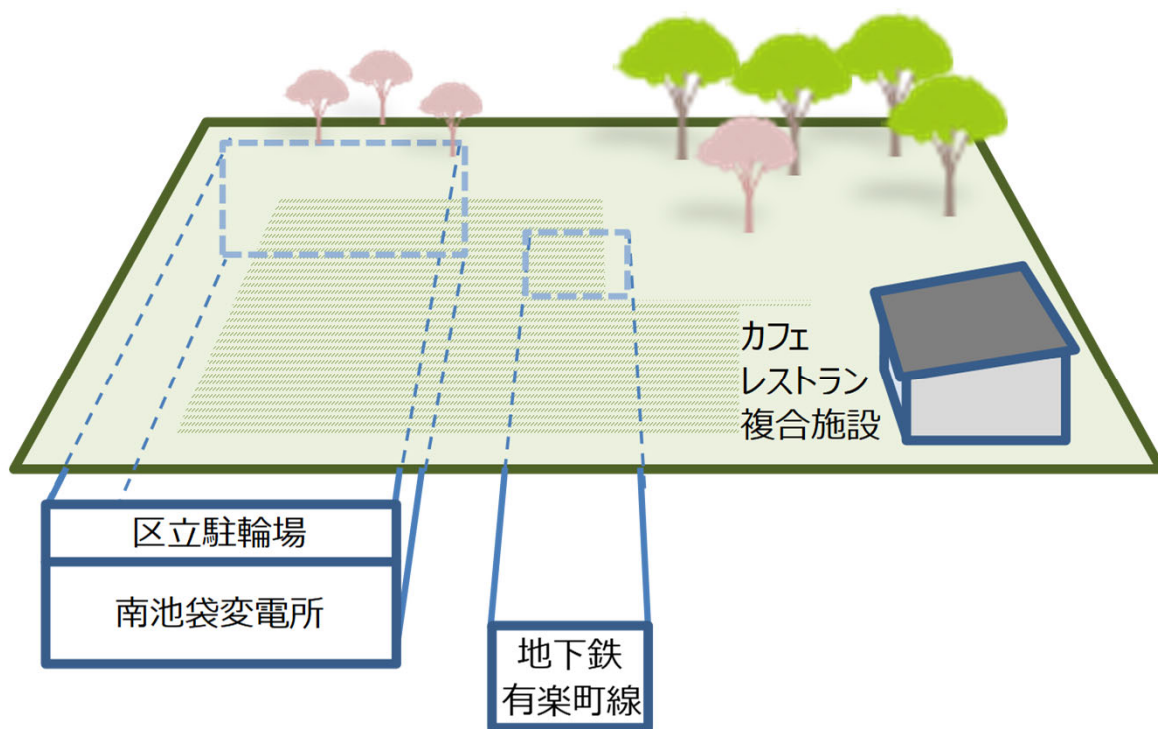 カフェ
レストラン
複合施設
区立駐輪場
南池袋変電所
地下鉄
有楽町線